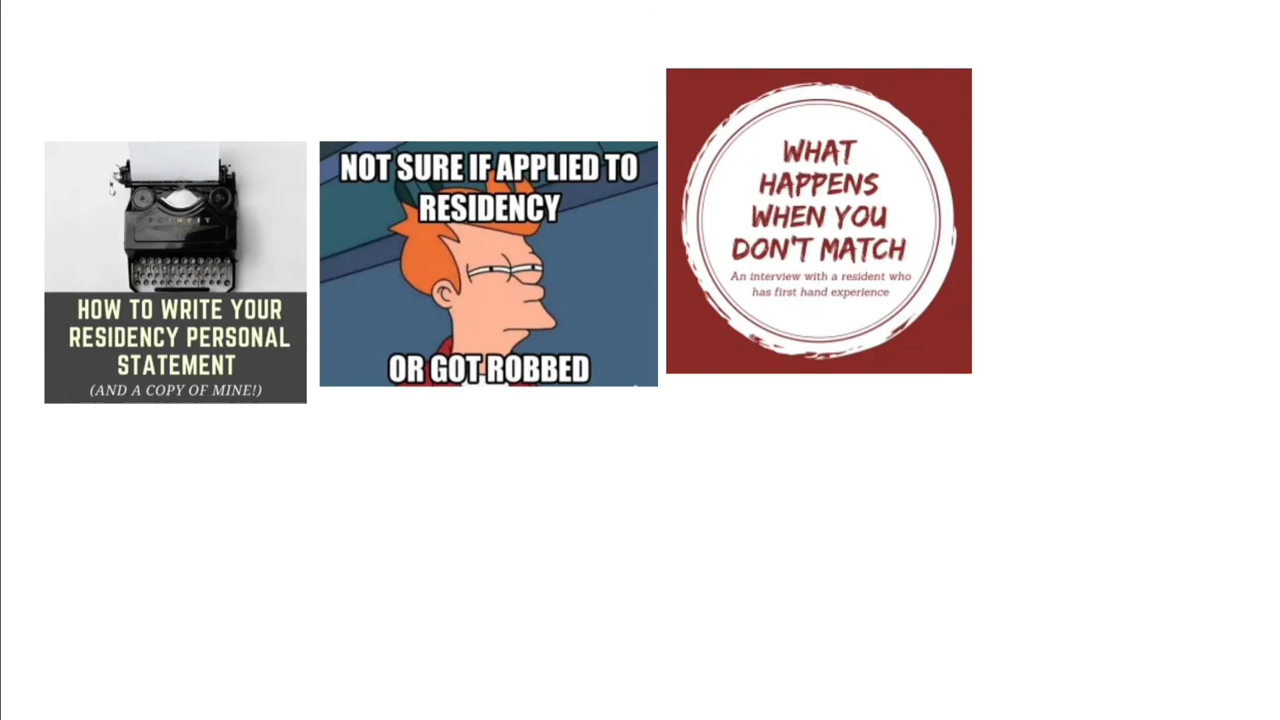 HOW TO WRITE YOUR
RESIDENCY PERSONAL
STATEMENT
(AND A COPY OF MINE!)
NOT SURE IF APPLIED TO
RESIDENCY
OR GOT ROBBED
WHAT
HAPPENS
WHEN YOU
DON'T MATCH
An interview with a resident who
has first hand experience